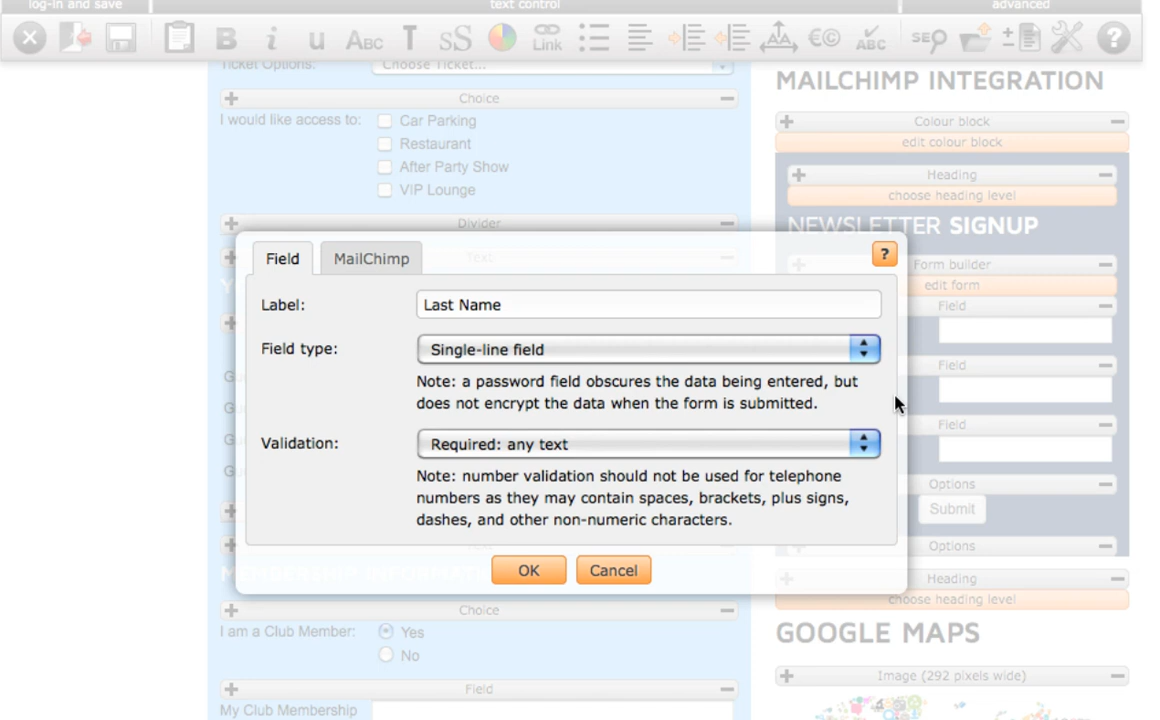 log-in and save
text control
advanced
B i u ABC T sS Link AA €© ABC SEO ± ?
Ticket Options: Choose Ticket...
Choice
I would like access to: Car Parking
Restaurant
After Party Show
VIP Lounge
Divider
Text
Field MailChimp ?
Label: Last Name
Field type: Single-line field
Note: a password field obscures the data being entered, but
does not encrypt the data when the form is submitted.
Validation: Required: any text
Note: number validation should not be used for telephone
numbers as they may contain spaces, brackets, plus signs,
dashes, and other non-numeric characters.
OK Cancel
Choice
I am a Club Member: Yes
No
Field
My Club Membership
MAILCHIMP INTEGRATION
Colour block
edit colour block
Heading
choose heading level
NEWSLETTER SIGNUP
Form builder
edit form
Field
Field
Field
Options
Submit
Options
Heading
choose heading level
GOOGLE MAPS
Image (292 pixels wide)